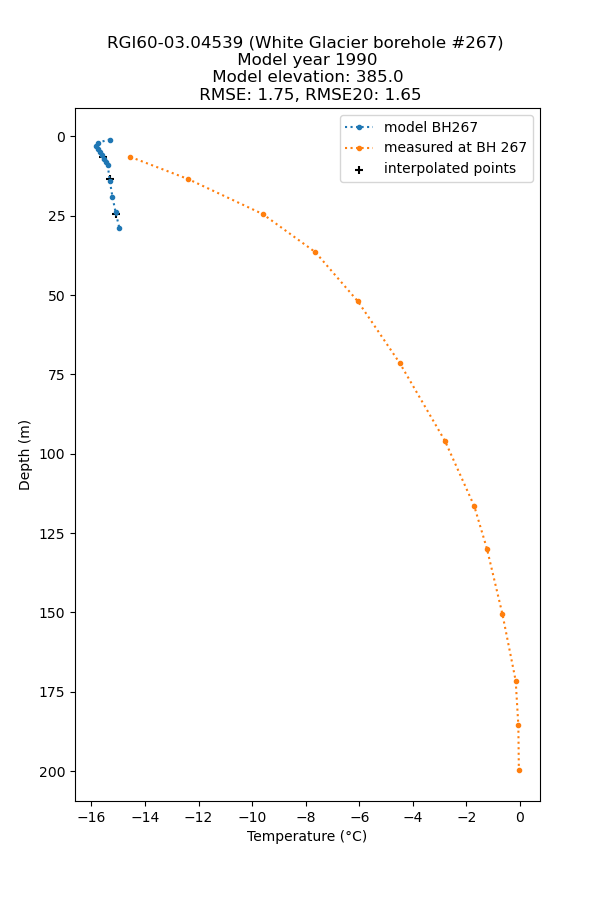 RGI60-03.04539 (White Glacier borehole #267)
Model year 1990
Model elevation: 385.0
RMSE: 1.75, RMSE20: 1.65
model BH267
measured at BH 267
interpolated points
0
25
50
75
100
125
150
175
200
Depth (m)
−16
−14
−12
−10
−8
−6
−4
−2
0
Temperature (°C)